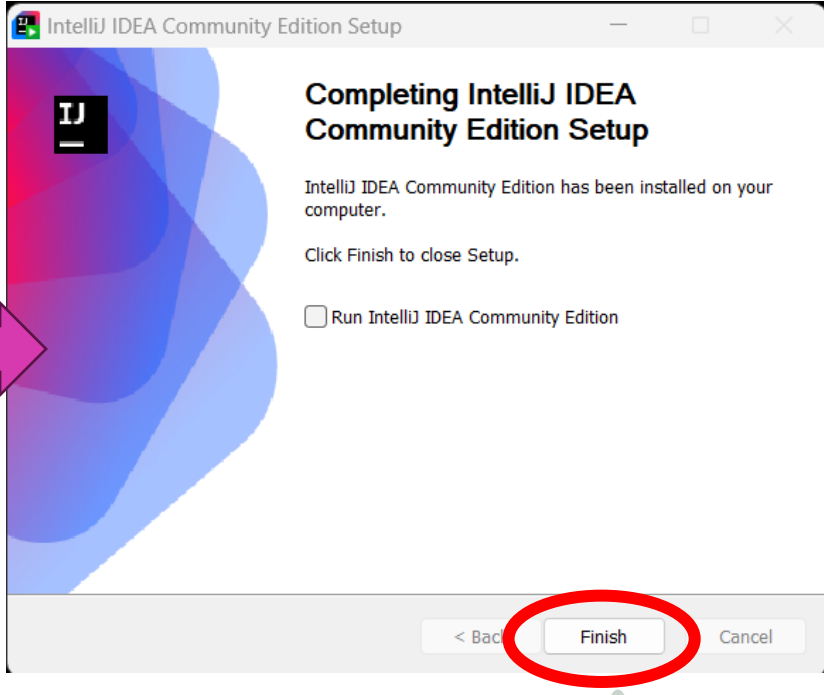 IntelliJ IDEA Community Edition Setup
IJ
Completing IntelliJ IDEA
Community Edition Setup
IntelliJ IDEA Community Edition has been installed on your
computer.
Click Finish to close Setup.
Run IntelliJ IDEA Community Edition
< Back Finish Cancel